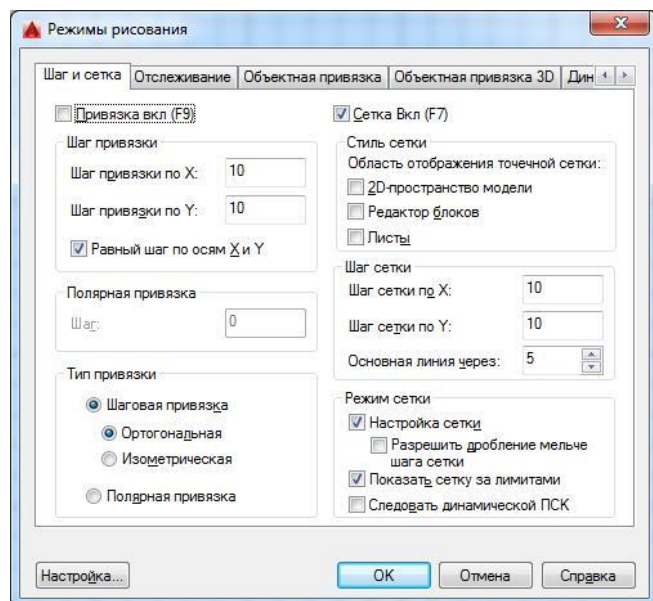 Режимы рисования
Шаг и сетка
Отслеживание
Объектная привязка
Объектная привязка 3D
Дин
Привязка вкл (F9)
Шаг привязки
Шаг привязки по X:
10
Шаг привязки по Y:
10
Равный шаг по осям X и Y
Полярная привязка
Шаг:
0
Тип привязки
Шаговая привязка
Ортогональная
Изометрическая
Полярная привязка
Сетка Вкл (F7)
Стиль сетки
Область отображения точечной сетки:
2D-пространство модели
Редактор блоков
Листы
Шаг сетки
Шаг сетки по X:
10
Шаг сетки по Y:
10
Основная линия через:
5
Режим сетки
Настройка сетки
Разрешить дробление мельче
шага сетки
Показать сетку за лимитами
Следовать динамической ПСК
Настройка...
OK
Отмена
Справка